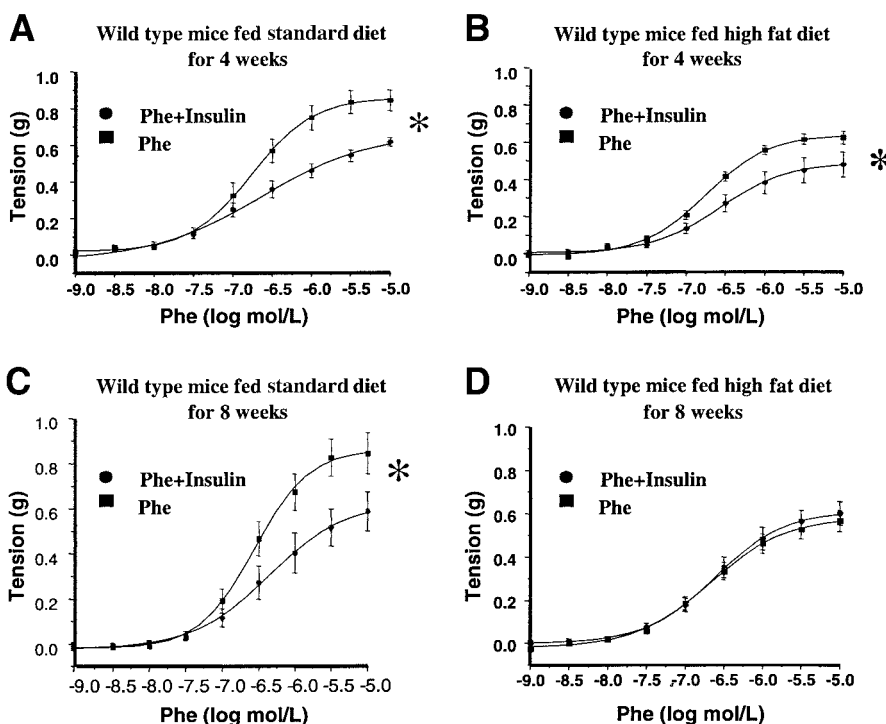 A
Wild type mice fed standard diet
for 4 weeks
1.0
0.8
0.6
0.4
0.2
0.0
Tension (g)
Phe+Insulin
Phe
*
-9.0 -8.5 -8.0 -7.5 -7.0 -6.5 -6.0 -5.5 -5.0
Phe (log mol/L)
B
Wild type mice fed high fat diet
for 4 weeks
1.0
0.8
0.6
0.4
0.2
0.0
Tension (g)
Phe+Insulin
Phe
*
-9.0 -8.5 -8.0 -7.5 -7.0 -6.5 -6.0 -5.5 -5.0
Phe (log mol/L)
C
Wild type mice fed standard diet
for 8 weeks
1.0
0.8
0.6
0.4
0.2
0.0
Tension (g)
Phe+Insulin
Phe
*
-9.0 -8.5 -8.0 -7.5 -7.0 -6.5 -6.0 -5.5 -5.0
Phe (log mol/L)
D
Wild type mice fed high fat diet
for 8 weeks
1.0
0.8
0.6
0.4
0.2
0.0
Tension (g)
Phe+Insulin
Phe
-9.0 -8.5 -8.0 -7.5 -7.0 -6.5 -6.0 -5.5 -5.0
Phe (log mol/L)